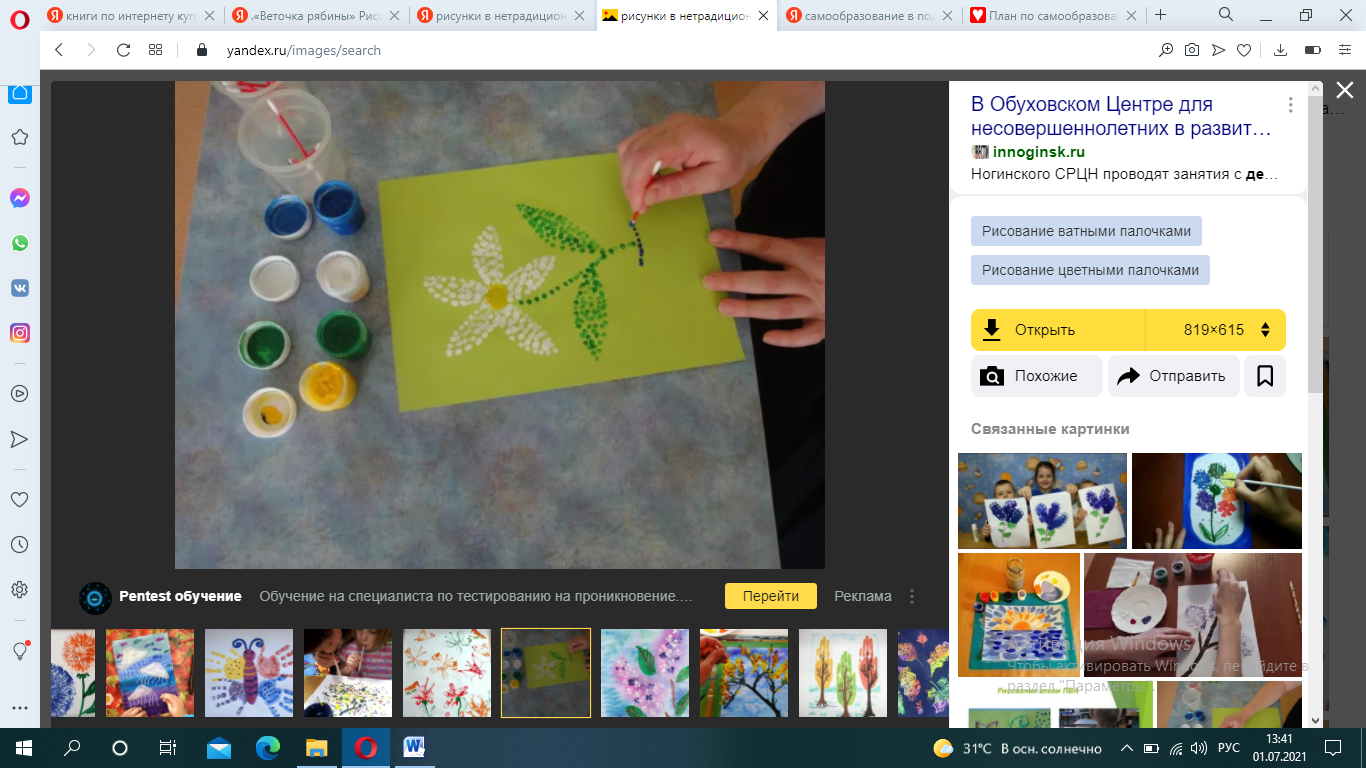 книги по интернету куп
.«Веточка рябины» Рисо
рисунки в нетрадицион
рисунки в нетрадицион
самообразование в под
План по самообразова
yandex.ru/images/search
В Обуховском Центре для
несовершеннолетних в развит…
innoginsk.ru
Ногинского СРЦН проводят занятия с де…
Рисование ватными палочками
Рисование цветными палочками
Открыть 819×615
Похожие Отправить
Связанные картинки
Pentest обучение Обучение на специалиста по тестированию на проникновение.… Перейти Реклама
Активация Windows
Чтобы активировать Windows, перейдите в
раздел "Параметры".
31°C В осн. солнечно РУС
13:41
01.07.2021